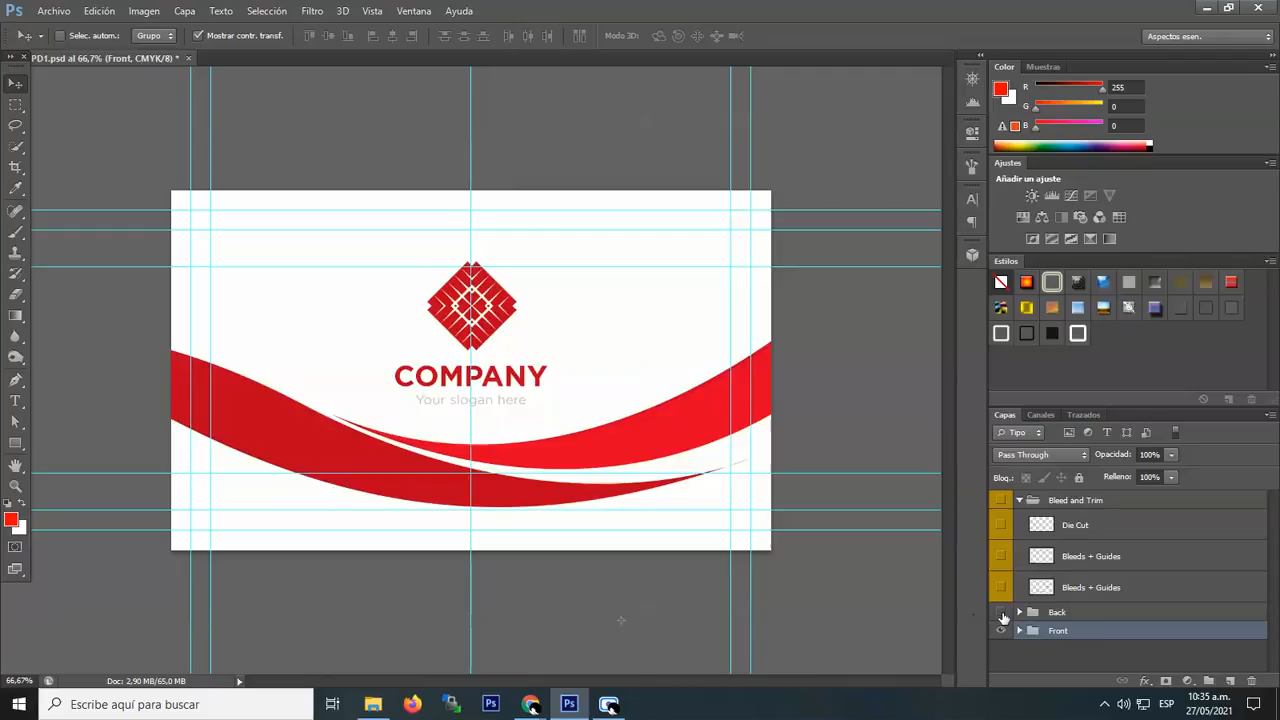 Ps Archivo Edición Imagen Capa Texto Selección Filtro 3D Vista Ventana Ayuda
Selec. autom.: Grupo Mostrar contr. transf. Modo 3D: Aspectos esen.
PD1.psd al 66,7% (Front, CMYK/8) * ×
Color Muestras
R 255
G 0
B 0
Ajustes
Añadir un ajuste
Estilos
COMPANY
Your slogan here
Capas Canales Trazados
Tipo
Pass Through Opacidad: 100%
Bloq.: Relleno: 100%
Bleed and Trim
Die Cut
Bleeds + Guides
Bleeds + Guides
Back
Front
66,67% Doc: 2,90 MB/65,0 MB
Escribe aquí para buscar
Ps Ps
ESP
10:35 a.m.
27/05/2021